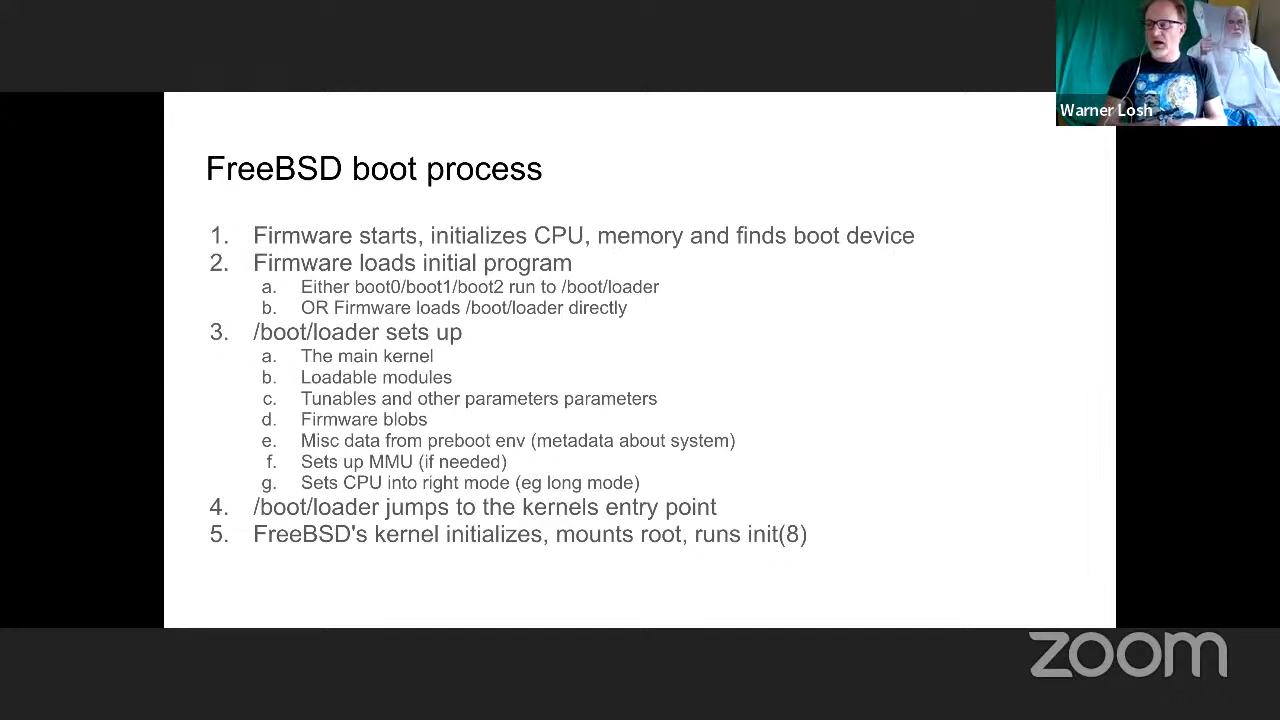 Warner Losh
FreeBSD boot process
1. Firmware starts, initializes CPU, memory and finds boot device
2. Firmware loads initial program
a. Either boot0/boot1/boot2 run to /boot/loader
b. OR Firmware loads /boot/loader directly
3. /boot/loader sets up
a. The main kernel
b. Loadable modules
c. Tunables and other parameters parameters
d. Firmware blobs
e. Misc data from preboot env (metadata about system)
f. Sets up MMU (if needed)
g. Sets CPU into right mode (eg long mode)
4. /boot/loader jumps to the kernels entry point
5. FreeBSD's kernel initializes, mounts root, runs init(8)
zoom